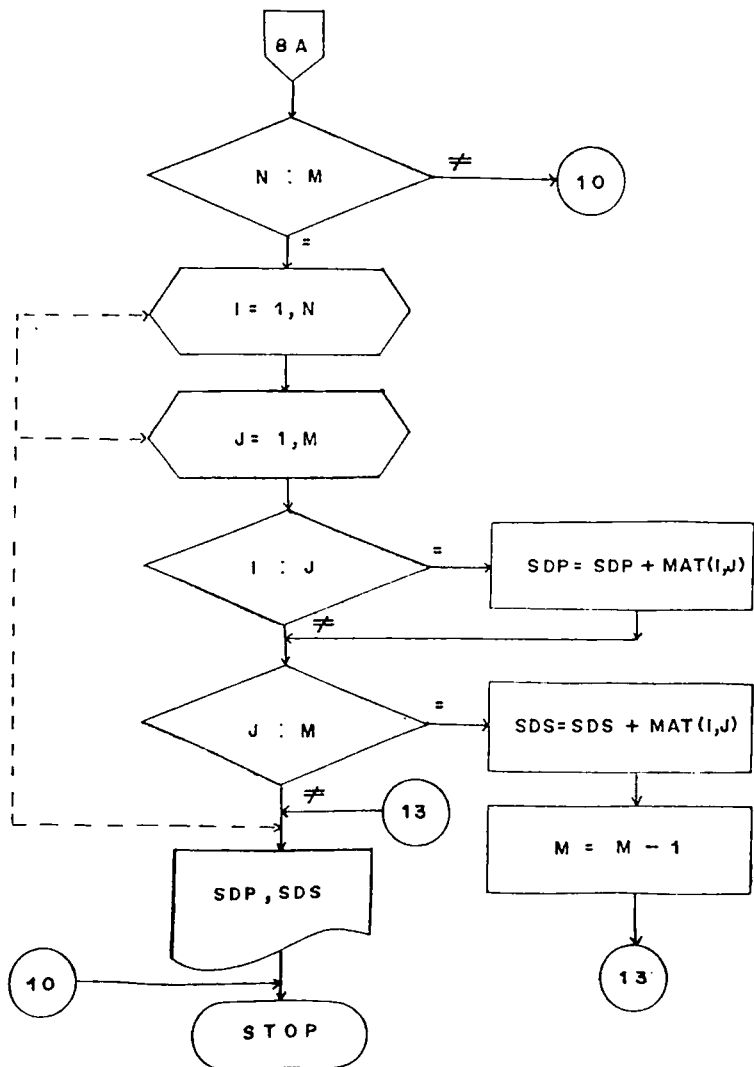 8A
N : M
≠
10
=
I = 1, N
J = 1, M
I : J
=
SDP = SDP + MAT(I,J)
≠
J : M
=
SDS = SDS + MAT(I,J)
≠
13
M = M - 1
SDP, SDS
13
10
STOP